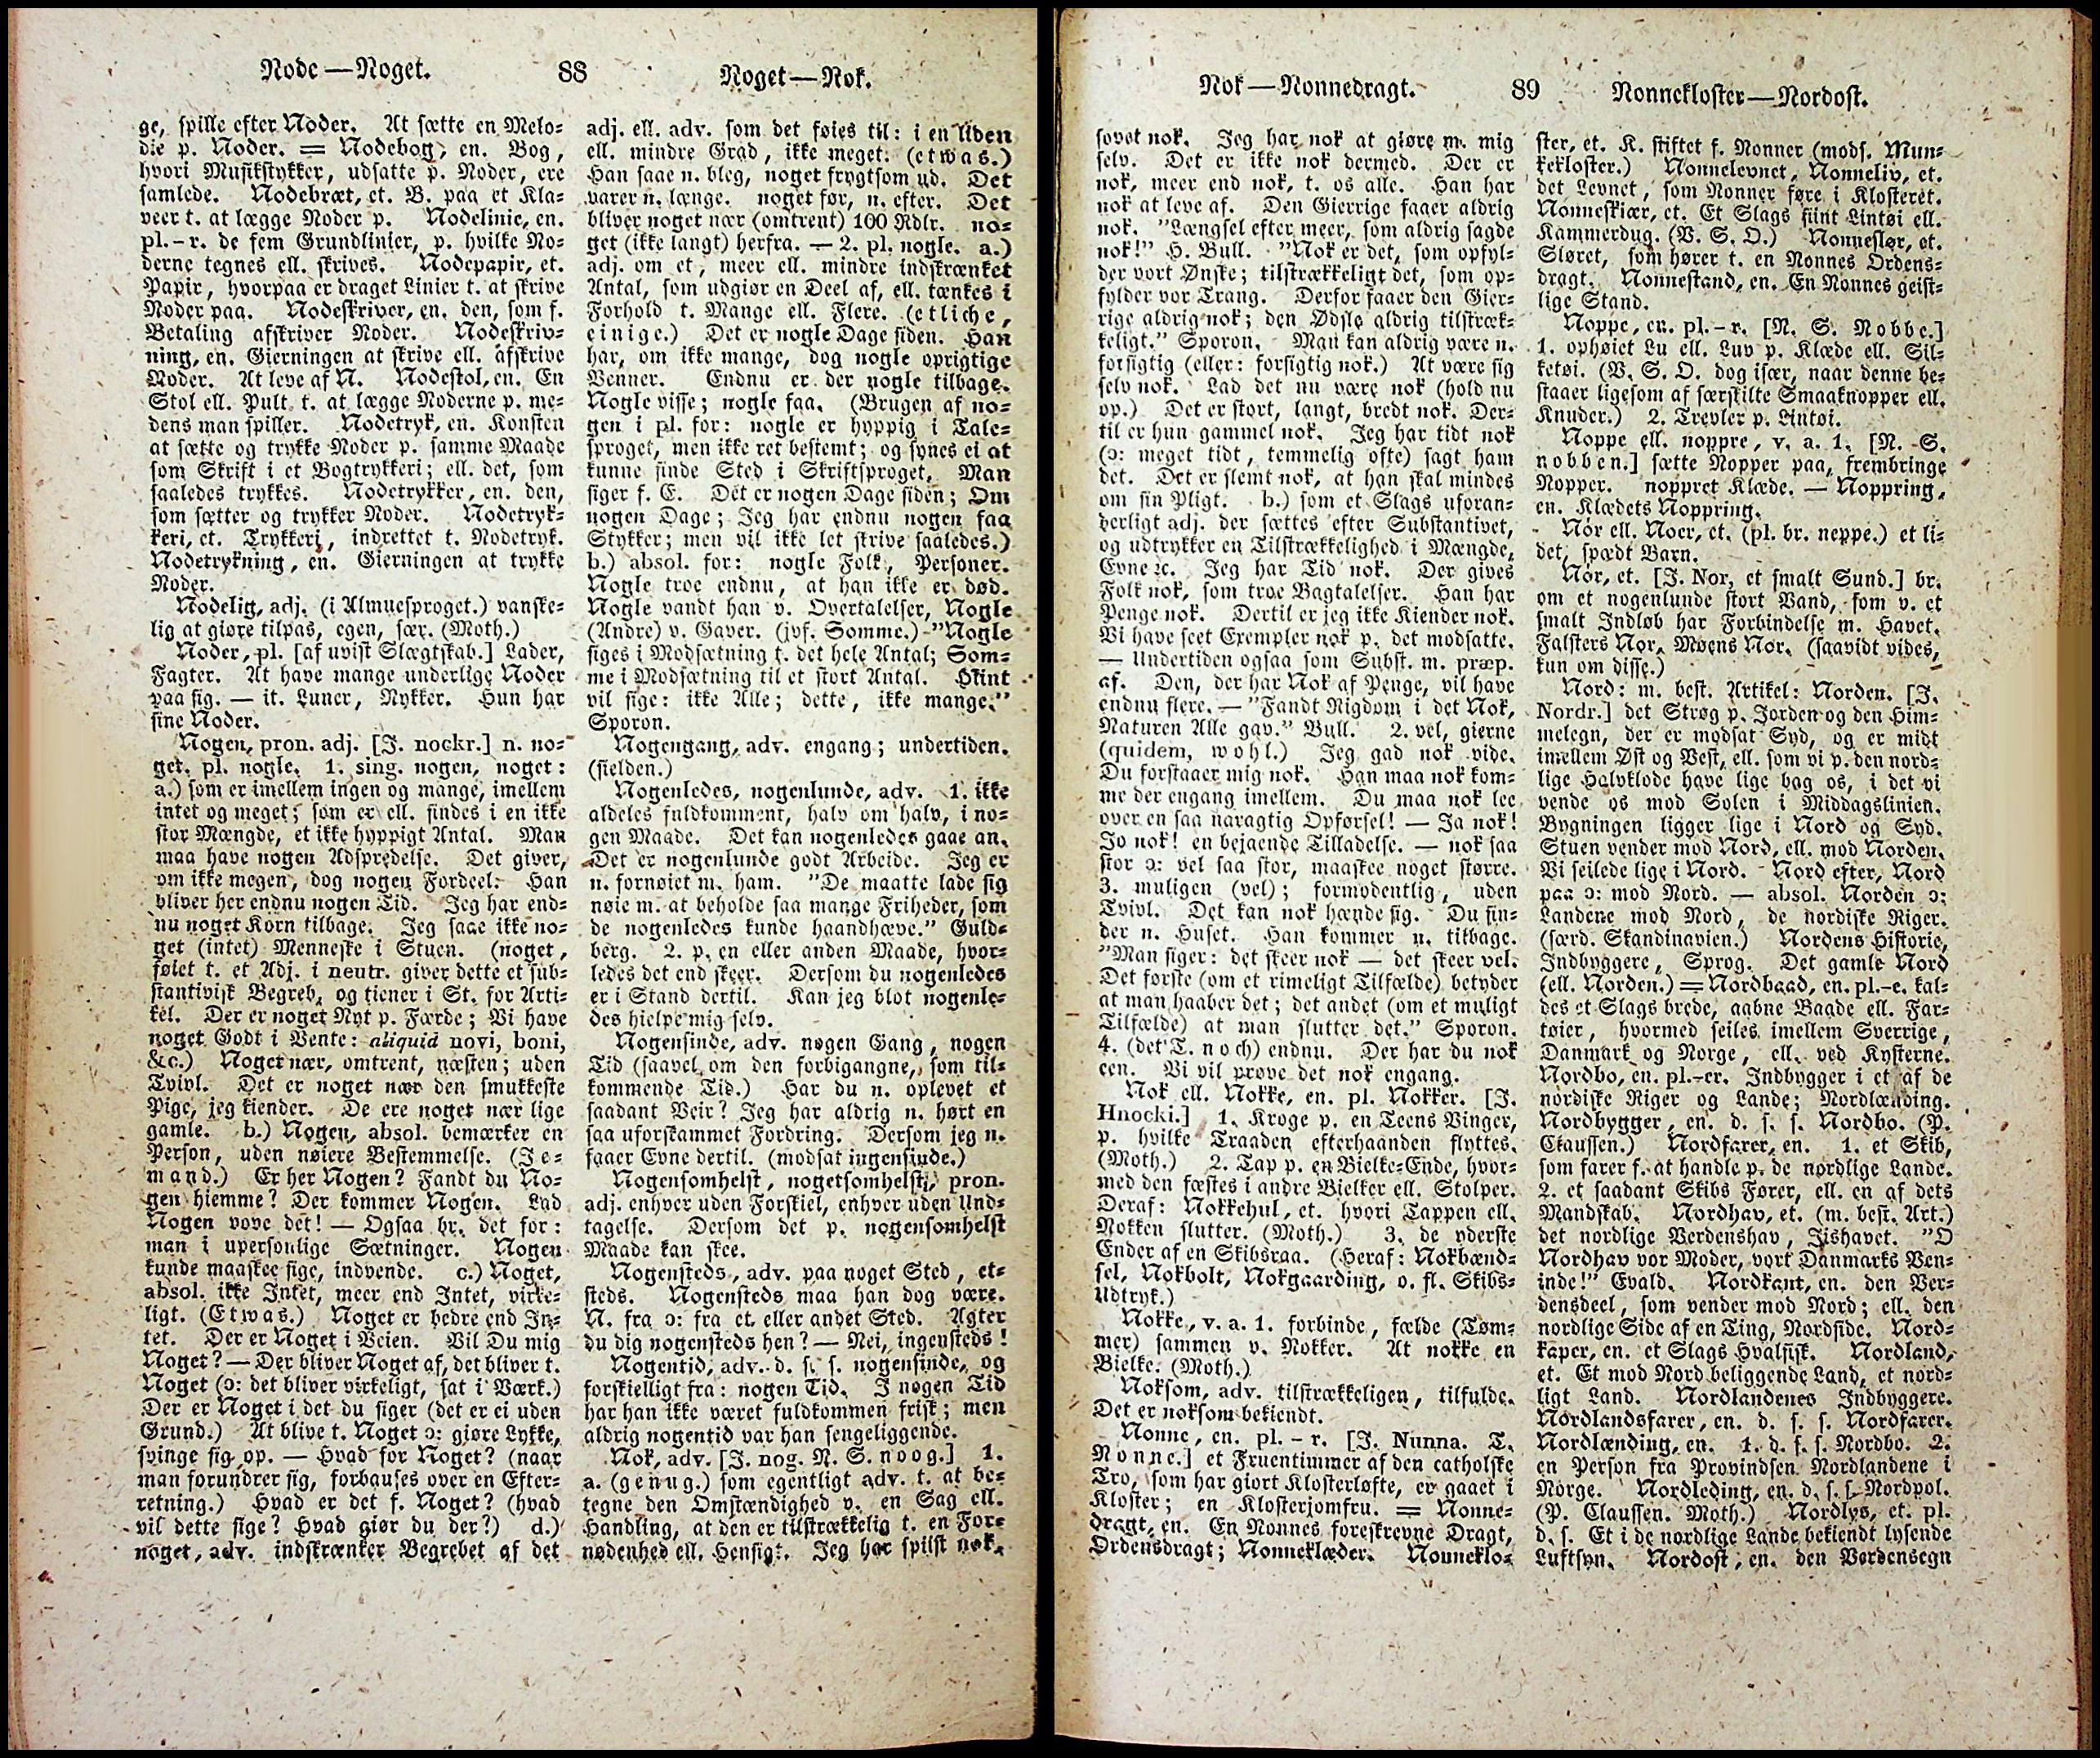 Node—Noget.
88
Noget—Nok.
ge, spille efter Noder. At sætte en Melo=
die p. Noder. = Nodebog, en. Bog,
hvori Musikstykker, udsatte p. Noder, ere
samlede. Nodebræt, et. B. paa et Kla=
veer t. at lægge Noder p. Nodelinie, en.
pl.-r. de fem Grundlinier, p. hvilke No=
derne tegnes ell. skrives. Nodepapir, et.
Papir, hvorpaa er draget Linier t. at skrive
Noder paa. Nodeskriver, en. den, som f.
Betaling afskriver Noder. Nodeskriv=
ning, en. Gierningen at skrive ell. afskrive
Noder. At leve af N. Nodestol, en. En
Stol ell. Pult t. at lægge Noderne p. me=
dens man spiller. Nodetryk, en. Konsten
at sætte og trykke Noder p. samme Maade
som Skrift i et Bogtrykkeri; ell. det, som
saaledes trykkes. Nodetrykker, en. den,
som sætter og trykker Noder. Nodetryk=
keri, et. Trykkeri, indrettet t. Nodetryk.
Nodetrykning, en. Gierningen at trykke
Noder.
Nodelig, adj. (i Almuesproget.) vanske=
lig at giøre tilpas, egen, sær. (Moth.)
Noder, pl. [af uvist Slægtskab.] Lader,
Fagter. At have mange underlige Noder
paa sig. — it. Luner, Nykker. Hun har
sine Noder.
Nogen, pron. adj. [J. nockr.] n. no=
get. pl. nogle. 1. sing. nogen, noget:
a.) som er imellem ingen og mange, imellem
intet og meget; som er ell. findes i en ikke
stor Mængde, et ikke hyppigt Antal. Man
maa have nogen Adspredelse. Det giver,
om ikke megen, dog nogen Fordeel. Han
bliver her endnu nogen Tid. Jeg har end=
nu noget Korn tilbage. Jeg saae ikke no=
get (intet) Menneske i Stuen. (noget,
føiet t. et Adj. i neutr. giver dette et sub=
stantivisk Begreb, og tiener i St. for Arti=
kel. Der er noget Nyt p. Færde; Vi have
noget Godt i Vente: aliquid novi, boni,
&c.) Noget nær, omtrent, næsten; uden
Tvivl. Det er noget nær den smukkeste
Pige, jeg kiender. De ere noget nær lige
gamle. b.) Nogen, absol. bemærker en
Person, uden nøiere Bestemmelse. (Je=
mand.) Er her Nogen? Fandt du No=
gen hiemme? Der kommer Nogen. Lad
Nogen vove det! — Ogsaa br. det for:
man i upersonlige Sætninger. Nogen
kunde maaskee sige, indvende. c.) Noget,
absol. ikke Intet, meer end Intet, virke=
ligt. (Etwas.) Noget er bedre end In=
tet. Der er Noget i Veien. Vil Du mig
Noget? — Der bliver Noget af, det bliver t.
Noget (ɔ: det bliver virkeligt, sat i Værk.)
Der er Noget i det du siger (det er ei uden
Grund.) At blive t. Noget ɔ: giøre Lykke,
svinge sig op. — Hvad for Noget? (naar
man forundrer sig, forbauses over en Efter=
retning.) Hvad er det f. Noget? (hvad
vil dette sige? Hvad giør du der?) d.)
noget, adv. indskrænker Begrebet af det
adj. ell. adv. som det føies til: i en liden
ell. mindre Grad, ikke meget. (etwas.)
Han saae n. bleg, noget frygtsom ud. Det
varer n. længe. noget før, n. efter. Det
bliver noget nær (omtrent) 100 Rdlr. no=
get (ikke langt) herfra. — 2. pl. nogle. a.)
adj. om et, meer ell. mindre indskrænket
Antal, som udgiør en Deel af, ell. tænkes i
Forhold t. Mange ell. Flere. (etliche,
einige.) Det er nogle Dage siden. Han
har, om ikke mange, dog nogle oprigtige
Venner. Endnu er der nogle tilbage.
Nogle visse; nogle faa. (Brugen af no=
gen i pl. for: nogle er hyppig i Tale=
sproget, men ikke ret bestemt; og synes ei at
kunne finde Sted i Skriftsproget. Man
siger f. E. Det er nogen Dage siden; Om
nogen Dage; Jeg har endnu nogen faa
Stykker; men vil ikke let skrive saaledes.)
b.) absol. for: nogle Folk, Personer.
Nogle troe endnu, at han ikke er død.
Nogle vandt han v. Overtalelser, Nogle
(Andre) v. Gaver. (jvf. Somme.) "Nogle
siges i Modsætning t. det hele Antal; Som=
me i Modsætning til et stort Antal. Hiint
vil sige: ikke Alle; dette, ikke mange."
Sporon.
Nogengang, adv. engang; undertiden.
(sielden.)
Nogenledes, nogenlunde, adv. 1. ikke
aldeles fuldkomment, halv om halv, i no=
gen Maade. Det kan nogenledes gaae an.
Det er nogenlunde godt Arbeide. Jeg er
n. fornøiet m. ham. "De maatte lade sig
nøie m. at beholde saa mange Friheder, som
de nogenledes kunde haandhæve." Guld=
berg. 2. p. en eller anden Maade, hvor=
ledes det end skeer. Dersom du nogenledes
er i Stand dertil. Kan jeg blot nogenle=
des hielpe mig selv.
Nogensinde, adv. nogen Gang, nogen
Tid (saavel om den forbigangne, som til=
kommende Tid.) Har du n. oplevet et
saadant Veir? Jeg har aldrig n. hørt en
saa uforskammet Fordring. Dersom jeg n.
faaer Evne dertil. (modsat ingensinde.)
Nogensomhelst, nogetsomhelst, pron.
adj. enhver uden Forskiel, enhver uden Und=
tagelse. Dersom det p. nogensomhelst
Maade kan skee.
Nogensteds, adv. paa noget Sted, et=
steds. Nogensteds maa han dog være.
N. fra ɔ: fra et eller andet Sted. Agter
du dig nogensteds hen? — Nei, ingensteds!
Nogentid, adv. d. s. s. nogensinde, og
forskielligt fra: nogen Tid. I nogen Tid
har han ikke været fuldkommen frisk; men
aldrig nogentid var han sengeliggende.
Nok, adv. [J. nog. N. S. noog.] 1.
a. (genug.) som egentligt adv. t. at be=
tegne den Omstændighed v. en Sag ell.
Handling, at den er tilstrækkelig t. en For=
nødenhed ell. Hensigt. Jeg har spiist nok,
Nok—Nonnedragt.
89
Nonnekloster—Nordost.
sovet nok. Jeg har nok at giøre m. mig
selv. Det er ikke nok dermed. Der er
nok, meer end nok, t. os alle. Han har
nok at leve af. Den Gierrige faaer aldrig
nok. "Længsel efter meer, som aldrig sagde
nok!" H. Bull. "Nok er det, som opfyl=
der vort Ønske; tilstrækkeligt det, som op=
fylder vor Trang. Derfor faaer den Gier=
rige aldrig nok; den Ødsle aldrig tilstræk=
keligt." Sporon. Man kan aldrig være n.
forsigtig (eller: forsigtig nok.) At være sig
selv nok. Lad det nu være nok (hold nu
op.) Det er stort, langt, bredt nok. Der=
til er hun gammel nok. Jeg har tidt nok
(ɔ: meget tidt, temmelig ofte) sagt ham
det. Det er slemt nok, at han skal mindes
om sin Pligt. b.) som et Slags uforan=
derligt adj. der sættes efter Substantivet,
og udtrykker en Tilstrækkelighed i Mængde,
Evne ꝛc. Jeg har Tid nok. Der gives
Folk nok, som troe Bagtalelser. Han har
Penge nok. Dertil er jeg ikke Kiender nok.
Vi have seet Exempler nok p. det modsatte.
— Undertiden ogsaa som Subst. m. præp.
af. Den, der har Nok af Penge, vil have
endnu flere. — "Fandt Rigdom i det Nok,
Naturen Alle gav." Bull. 2. vel, gierne
(quidem, wohl.) Jeg gad nok vide.
Du forstaaer mig nok. Han maa nok kom=
me der engang imellem. Du maa nok lee
over en saa naragtig Opførsel! — Ja nok!
Jo nok! en bejaende Tilladelse. — nok saa
stor ɔ: vel saa stor, maaskee noget større.
3. muligen (vel); formodentlig, uden
Tvivl. Det kan nok hænde sig. Du fin=
der n. Huset. Han kommer n. tilbage.
"Man siger: det skeer nok — det skeer vel.
Det første (om et rimeligt Tilfælde) betyder
at man haaber det; det andet (om et muligt
Tilfælde) at man slutter det." Sporon.
4. (det T. noch) endnu. Der har du nok
een. Vi vil prøve det nok engang.
Nok ell. Nokke, en. pl. Nokker. [J.
Hnocki.] 1. Kroge p. en Teens Vinger,
p. hvilke Traaden efterhaanden flyttes.
(Moth.) 2. Tap p. en Bielke=Ende, hvor=
med den fæstes i andre Bielker ell. Stolper.
Deraf: Nokkehul, et. hvori Tappen ell.
Nokken slutter. (Moth.) 3. de yderste
Ender af en Skibsraa. (Heraf: Nokbænd=
sel, Nokbolt, Nokgaarding, o. fl. Skibs=
Udtryk.)
Nokke, v. a. 1. forbinde, fælde (Tøm=
mer) sammen v. Nokker. At nokke en
Bielke. (Moth.)
Noksom, adv. tilstrækkeligen, tilfulde.
Det er noksom bekiendt.
Nonne, en. pl. - r. [J. Nunna. T.
Nonne.] et Fruentimmer af den catholske
Tro, som har giort Klosterløfte, er gaaet i
Kloster; en Klosterjomfru. = Nonne=
dragt, en. En Nonnes foreskrevne Dragt,
Ordensdragt; Nonneklæder. Nonneklo=
ster, et. K. stiftet f. Nonner (mods. Mun=
kekloster.) Nonnelevnet, Nonneliv, et.
det Levnet, som Nonner føre i Klosteret.
Nonneskiær, et. Et Slags fiint Lintøi ell.
Kammerdug. (V. S. O.) Nonneslør, et.
Sløret, som hører t. en Nonnes Ordens=
dragt. Nonnestand, en. En Nonnes geist=
lige Stand.
Noppe, en. pl.-r. [N. S. Nobbe.]
1. ophøiet Lu ell. Luv p. Klæde ell. Sil=
ketøi. (V. S. O. dog især, naar denne be=
staaer ligesom af særskilte Smaaknopper ell.
Knuder.) 2. Trevler p. Lintøi.
Noppe ell. noppre, v. a. 1. [N. S.
nobben.] sætte Nopper paa, frembringe
Nopper. noppret Klæde. — Noppring,
en. Klædets Noppring.
Nor ell. Noer, et. (pl. br. neppe.) et li=
det, spædt Barn.
Nor, et. [J. Nor, et smalt Sund.] br.
om et nogenlunde stort Vand, som v. et
smalt Indløb har Forbindelse m. Havet.
Falsters Nor. Møens Nor. (saavidt vides,
kun om disse.)
Nord: m. best. Artikel: Norden. [J.
Nordr.] det Strøg p. Jorden og den Him=
melegn, der er modsat Syd, og er midt
imellem Øst og Vest, ell. som vi p. den nord=
lige Halvklode have lige bag os, i det vi
vende os mod Solen i Middagslinien.
Bygningen ligger lige i Nord og Syd.
Stuen vender mod Nord, ell. mod Norden.
Vi seilede lige i Nord. Nord efter, Nord
paa ɔ: mod Nord. — absol. Norden ɔ:
Landene mod Nord, de nordiske Riger.
(særd. Skandinavien.) Nordens Historie,
Indbyggere, Sprog. Det gamle Nord
(ell. Norden.) = Nordbaad, en. pl.-e. kal=
des et Slags brede, aabne Baade ell. Far=
tøier, hvormed seiles imellem Sverrige,
Danmark og Norge, ell. ved Kysterne.
Nordbo, en. pl.-er. Indbygger i et af de
nordiske Riger og Lande; Nordlænding.
Nordbygger, en. d. s. s. Nordbo. (P.
Claussen.) Nordfarer, en. 1. et Skib,
som farer f. at handle p. de nordlige Lande.
2. et saadant Skibs Fører, ell. en af dets
Mandskab. Nordhav, et. (m. best. Art.)
det nordlige Verdenshav, Iishavet. "O
Nordhav vor Moder, vort Danmarks Ven=
inde!" Evald. Nordkant, en. den Ver=
densdeel, som vender mod Nord; ell. den
nordlige Side af en Ting, Nordside. Nord=
kaper, en. et Slags Hvalfisk. Nordland,
et. Et mod Nord beliggende Land, et nord=
ligt Land. Nordlandenes Indbyggere.
Nordlandsfarer, en. d. s. s. Nordfarer.
Nordlænding, en. 1. d. s. s. Nordbo. 2.
en Person fra Provindsen Nordlandene i
Norge. Nordleding, en. d. s. s. Nordpol.
(P. Claussen. Moth.) Nordlys, et. pl.
d. s. Et i de nordlige Lande bekiendt lysende
Luftsyn. Nordost, en. den Verdensegn